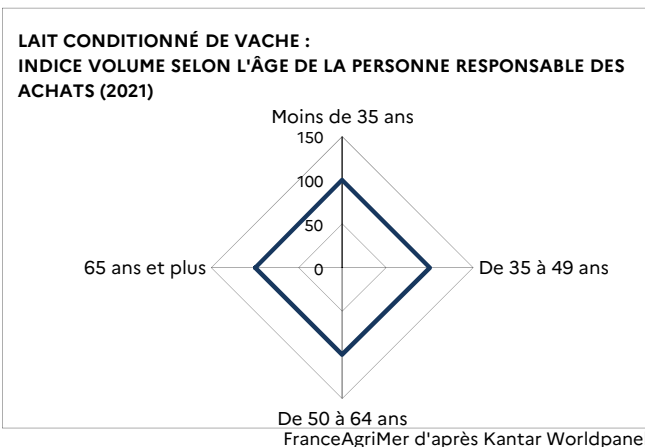 LAIT CONDITIONNÉ DE VACHE :
INDICE VOLUME SELON L'ÂGE DE LA PERSONNE RESPONSABLE DES
ACHATS (2021)
Moins de 35 ans
150
100
50
0
65 ans et plus
De 35 à 49 ans
De 50 à 64 ans
FranceAgriMer d'après Kantar Worldpane